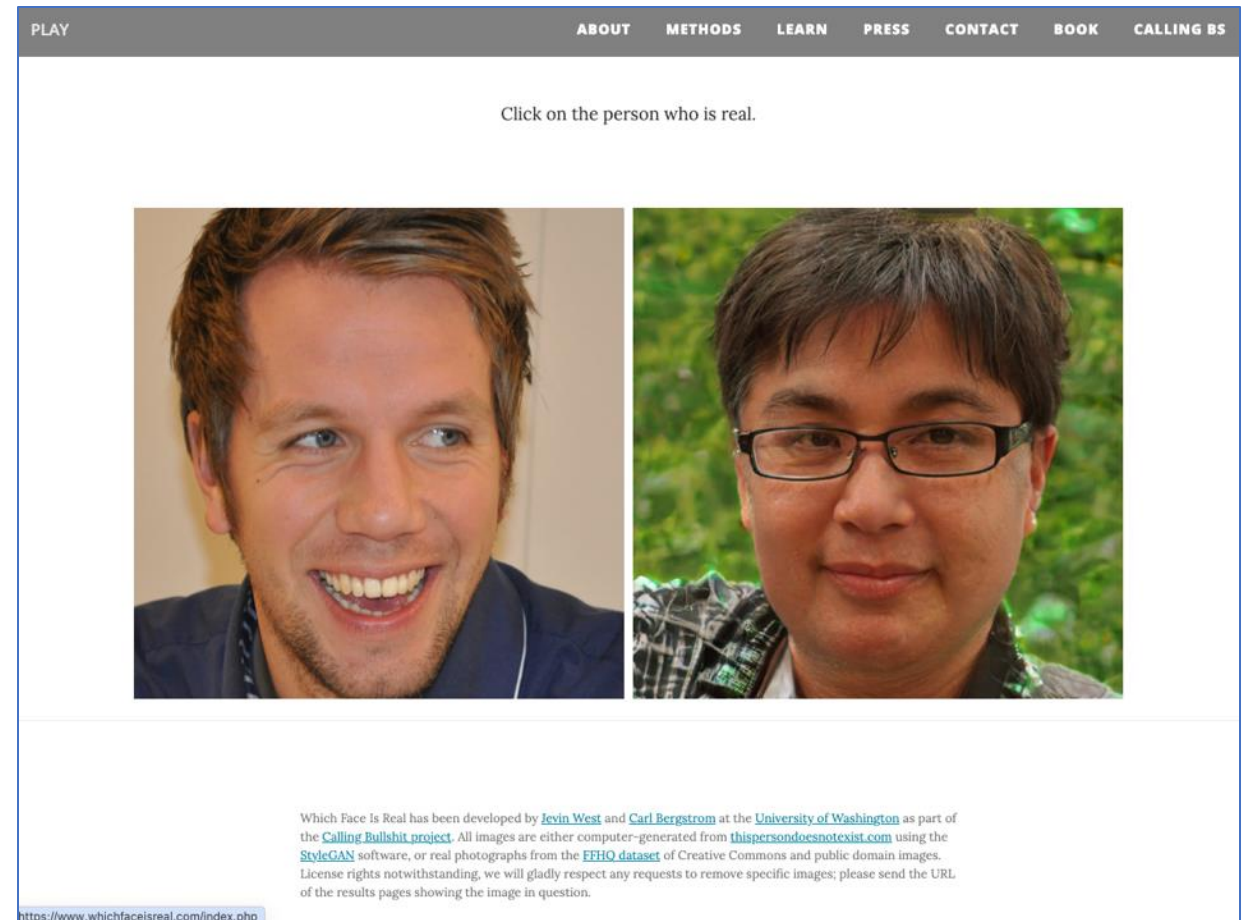 PLAY ABOUT METHODS LEARN PRESS CONTACT BOOK CALLING BS
Click on the person who is real.
Which Face Is Real has been developed by Jevin West and Carl Bergstrom at the University of Washington as part of
the Calling Bullshit project. All images are either computer-generated from thispersondoesnotexist.com using the
StyleGAN software, or real photographs from the FFHQ dataset of Creative Commons and public domain images.
License rights notwithstanding, we will gladly respect any requests to remove specific images; please send the URL
of the results pages showing the image in question.
https://www.whichfaceisreal.com/index.php